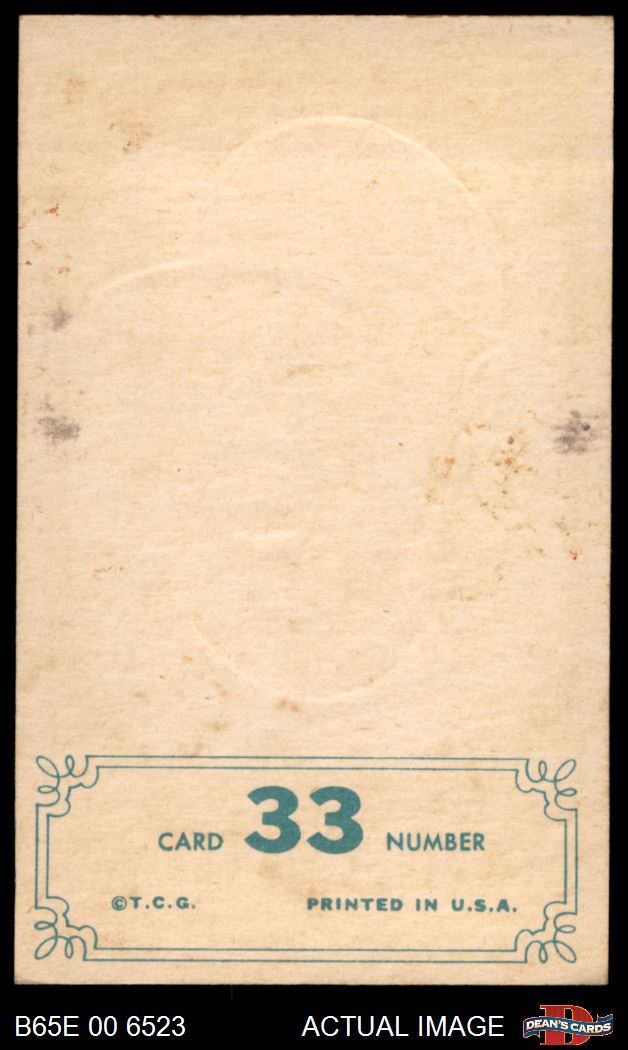 CARD 33 NUMBER
©T.C.G. PRINTED IN U.S.A.
B65E 00 6523 ACTUAL IMAGE DEAN'S CARDS